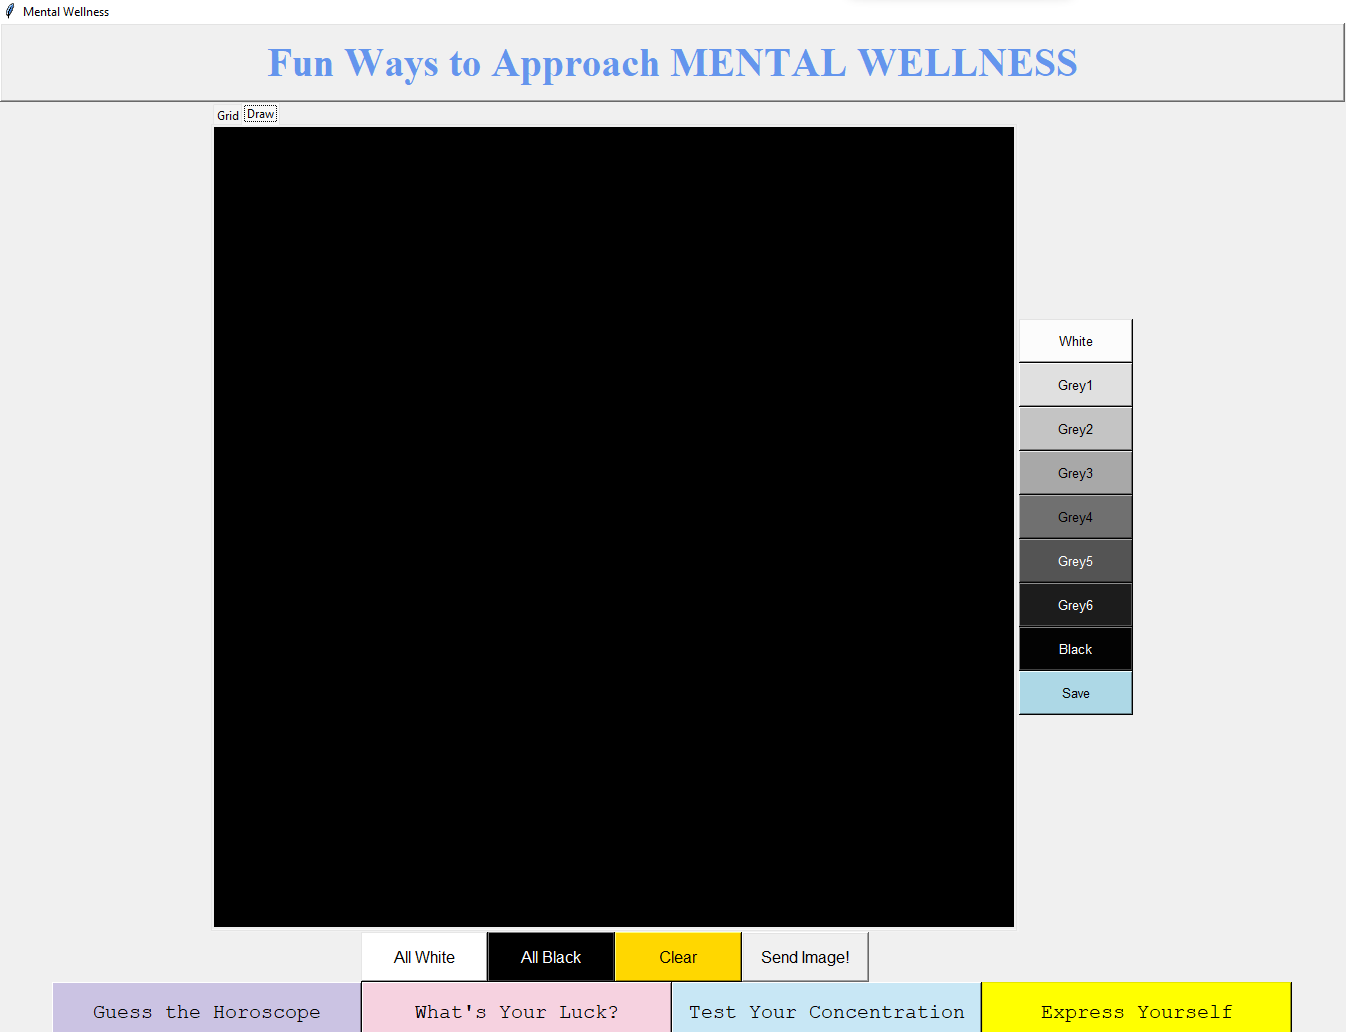 Mental Wellness
Fun Ways to Approach MENTAL WELLNESS
Grid Draw
White
Grey1
Grey2
Grey3
Grey4
Grey5
Grey6
Black
Save
All White All Black Clear Send Image!
Guess the Horoscope What's Your Luck? Test Your Concentration Express Yourself